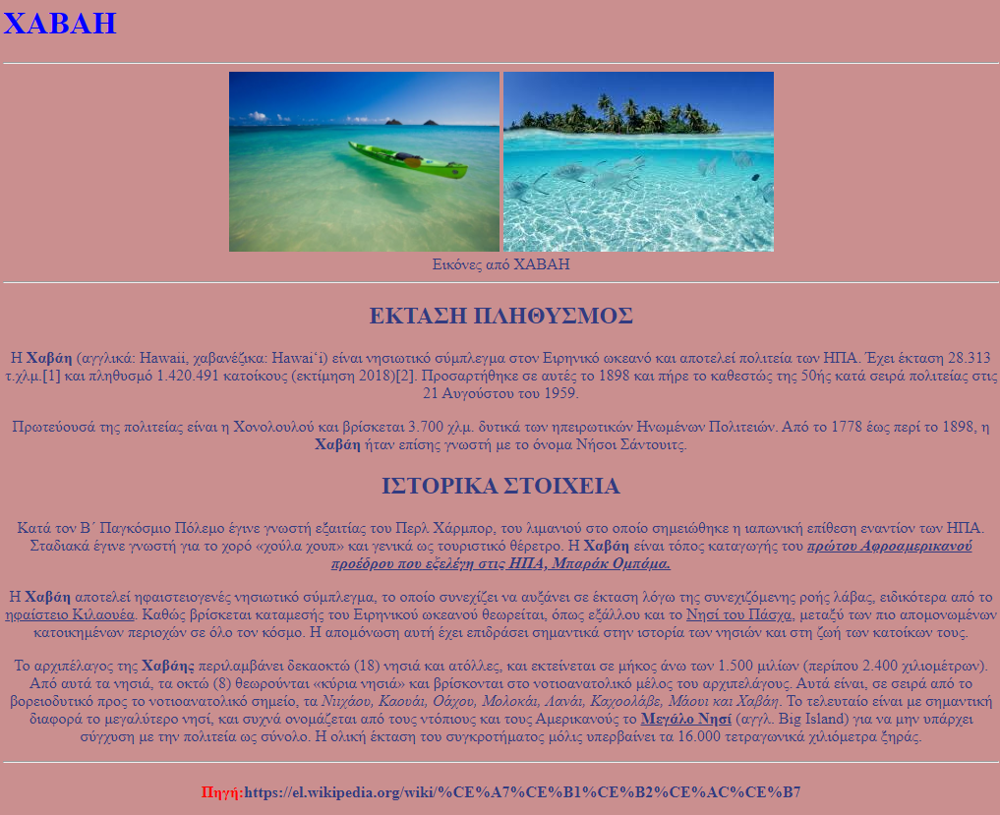 ΧΑΒΑΗ
Εικόνες από ΧΑΒΑΗ
ΕΚΤΑΣΗ ΠΛΗΘΥΣΜΟΣ
Η Χαβάη (αγγλικά: Hawaii, χαβανέζικα: Hawaiʻi) είναι νησιωτικό σύμπλεγμα στον Ειρηνικό ωκεανό και αποτελεί πολιτεία των ΗΠΑ. Έχει έκταση 28.313
τ.χλμ.[1] και πληθυσμό 1.420.491 κατοίκους (εκτίμηση 2018)[2]. Προσαρτήθηκε σε αυτές το 1898 και πήρε το καθεστώς της 50ής κατά σειρά πολιτείας στις
21 Αυγούστου του 1959.
Πρωτεύουσά της πολιτείας είναι η Χονολουλού και βρίσκεται 3.700 χλμ. δυτικά των ηπειρωτικών Ηνωμένων Πολιτειών. Από το 1778 έως περί το 1898, η
Χαβάη ήταν επίσης γνωστή με το όνομα Νήσοι Σάντουιτς.
ΙΣΤΟΡΙΚΑ ΣΤΟΙΧΕΙΑ
Κατά τον Β΄ Παγκόσμιο Πόλεμο έγινε γνωστή εξαιτίας του Περλ Χάρμπορ, του λιμανιού στο οποίο σημειώθηκε η ιαπωνική επίθεση εναντίον των ΗΠΑ.
Σταδιακά έγινε γνωστή για το χορό «χούλα χουπ» και γενικά ως τουριστικό θέρετρο. Η Χαβάη είναι τόπος καταγωγής του πρώτου Αφροαμερικανού
προέδρου που εξελέγη στις ΗΠΑ, Μπαράκ Ομπάμα.
Η Χαβάη αποτελεί ηφαιστειογενές νησιωτικό σύμπλεγμα, το οποίο συνεχίζει να αυξάνει σε έκταση λόγω της συνεχιζόμενης ροής λάβας, ειδικότερα από το
ηφαίστειο Κιλαουέα. Καθώς βρίσκεται καταμεσής του Ειρηνικού ωκεανού θεωρείται, όπως εξάλλου και το Νησί του Πάσχα, μεταξύ των πιο απομονωμένων
κατοικημένων περιοχών σε όλο τον κόσμο. Η απομόνωση αυτή έχει επιδράσει σημαντικά στην ιστορία των νησιών και στη ζωή των κατοίκων τους.
Το αρχιπέλαγος της Χαβάης περιλαμβάνει δεκαοκτώ (18) νησιά και ατόλλες, και εκτείνεται σε μήκος άνω των 1.500 μιλίων (περίπου 2.400 χιλιομέτρων).
Από αυτά τα νησιά, τα οκτώ (8) θεωρούνται «κύρια νησιά» και βρίσκονται στο νοτιοανατολικό μέλος του αρχιπελάγους. Αυτά είναι, σε σειρά από το
βορειοδυτικό προς το νοτιοανατολικό σημείο, τα Νιιχάου, Καουάι, Οάχου, Μολοκάι, Λανάι, Καχοολάβε, Μάουι και Χαβάη. Το τελευταίο είναι με σημαντική
διαφορά το μεγαλύτερο νησί, και συχνά ονομάζεται από τους ντόπιους και τους Αμερικανούς το Μεγάλο Νησί (αγγλ. Big Island) για να μην υπάρχει
σύγχυση με την πολιτεία ως σύνολο. Η ολική έκταση του συγκροτήματος μόλις υπερβαίνει τα 16.000 τετραγωνικά χιλιόμετρα ξηράς.
Πηγή:https://el.wikipedia.org/wiki/%CE%A7%CE%B1%CE%B2%CE%AC%CE%B7